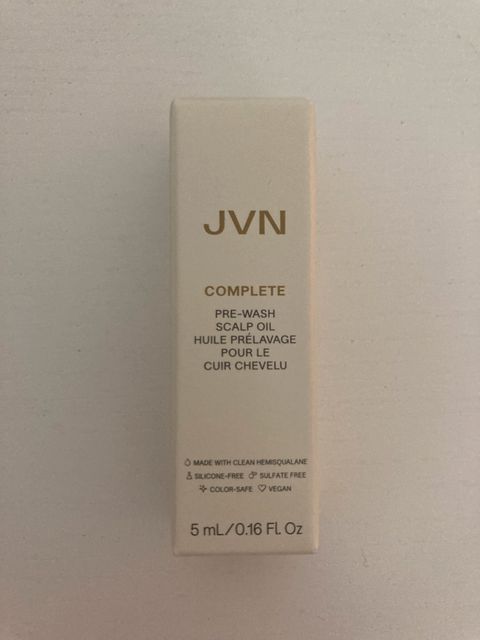 JVN
COMPLETE
PRE-WASH
SCALP OIL
HUILE PRÉLAVAGE
POUR LE
CUIR CHEVELU
MADE WITH CLEAN HEMISQUALANE
SILICONE-FREE SULFATE FREE
COLOR-SAFE VEGAN
5 mL/0.16 Fl. Oz